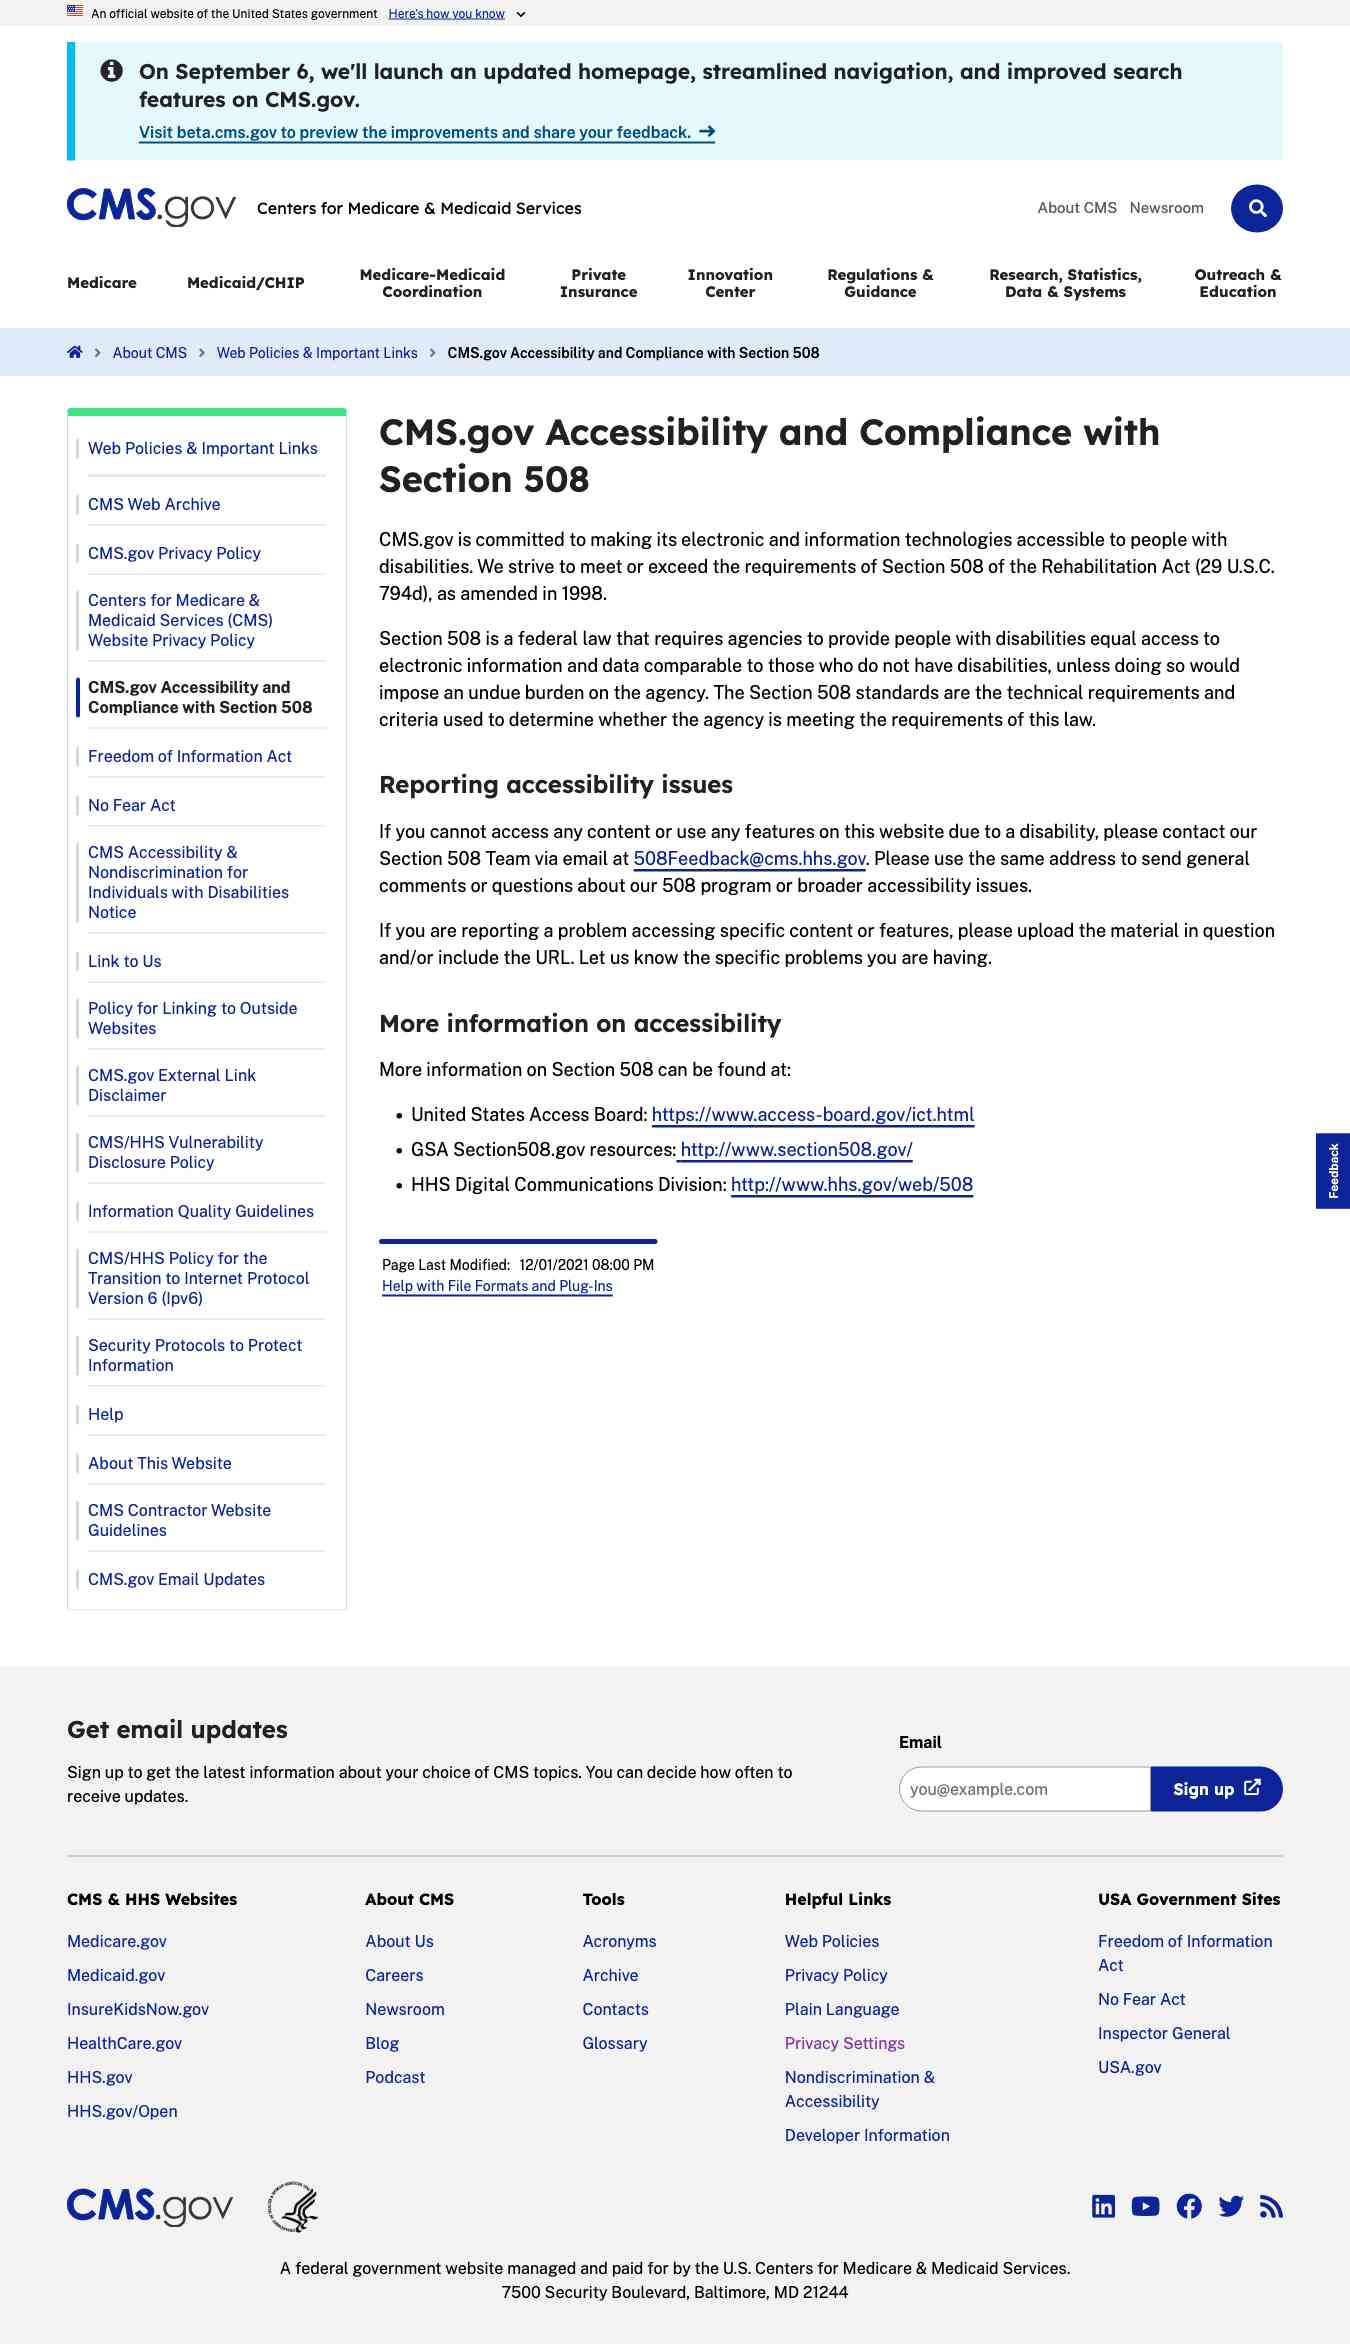 An official website of the United States government Here's how you know
On September 6, we'll launch an updated homepage, streamlined navigation, and improved search
features on CMS.gov.
Visit beta.cms.gov to preview the improvements and share your feedback.
CMS.gov Centers for Medicare & Medicaid Services
About CMS Newsroom
Medicare
Medicaid/CHIP
Medicare-Medicaid
Coordination
Private
Insurance
Innovation
Center
Regulations &
Guidance
Research, Statistics,
Data & Systems
Outreach &
Education
About CMS Web Policies & Important Links CMS.gov Accessibility and Compliance with Section 508
Web Policies & Important Links
CMS Web Archive
CMS.gov Privacy Policy
Centers for Medicare &
Medicaid Services (CMS)
Website Privacy Policy
CMS.gov Accessibility and
Compliance with Section 508
Freedom of Information Act
No Fear Act
CMS Accessibility &
Nondiscrimination for
Individuals with Disabilities
Notice
Link to Us
Policy for Linking to Outside
Websites
CMS.gov External Link
Disclaimer
CMS/HHS Vulnerability
Disclosure Policy
Information Quality Guidelines
CMS/HHS Policy for the
Transition to Internet Protocol
Version 6 (Ipv6)
Security Protocols to Protect
Information
Help
About This Website
CMS Contractor Website
Guidelines
CMS.gov Email Updates
CMS.gov Accessibility and Compliance with
Section 508
CMS.gov is committed to making its electronic and information technologies accessible to people with
disabilities. We strive to meet or exceed the requirements of Section 508 of the Rehabilitation Act (29 U.S.C.
794d), as amended in 1998.
Section 508 is a federal law that requires agencies to provide people with disabilities equal access to
electronic information and data comparable to those who do not have disabilities, unless doing so would
impose an undue burden on the agency. The Section 508 standards are the technical requirements and
criteria used to determine whether the agency is meeting the requirements of this law.
Reporting accessibility issues
If you cannot access any content or use any features on this website due to a disability, please contact our
Section 508 Team via email at 508Feedback@cms.hhs.gov. Please use the same address to send general
comments or questions about our 508 program or broader accessibility issues.
If you are reporting a problem accessing specific content or features, please upload the material in question
and/or include the URL. Let us know the specific problems you are having.
More information on accessibility
More information on Section 508 can be found at:
• United States Access Board: https://www.access-board.gov/ict.html
• GSA Section508.gov resources: http://www.section508.gov/
• HHS Digital Communications Division: http://www.hhs.gov/web/508
Page Last Modified: 12/01/2021 08:00 PM
Help with File Formats and Plug-Ins
Feedback
Get email updates
Sign up to get the latest information about your choice of CMS topics. You can decide how often to
receive updates.
Email
you@example.com
Sign up
CMS & HHS Websites
Medicare.gov
Medicaid.gov
InsureKidsNow.gov
HealthCare.gov
HHS.gov
HHS.gov/Open
About CMS
About Us
Careers
Newsroom
Blog
Podcast
Tools
Acronyms
Archive
Contacts
Glossary
Helpful Links
Web Policies
Privacy Policy
Plain Language
Privacy Settings
Nondiscrimination &
Accessibility
Developer Information
USA Government Sites
Freedom of Information
Act
No Fear Act
Inspector General
USA.gov
CMS.gov
A federal government website managed and paid for by the U.S. Centers for Medicare & Medicaid Services.
7500 Security Boulevard, Baltimore, MD 21244